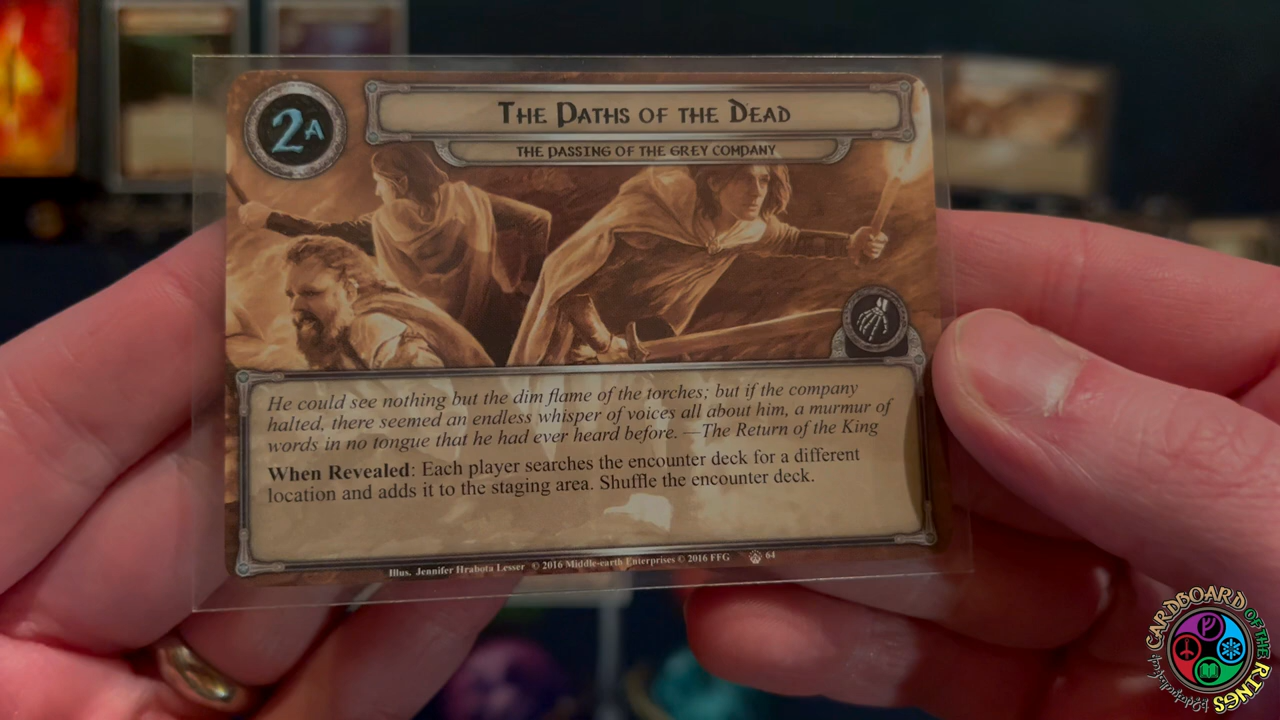 2A
THE PATHS OF THE DEAD
THE PASSING OF THE GREY COMPANY
He could see nothing but the dim flame of the torches; but if the company
halted, there seemed an endless whisper of voices all about him, a murmur of
words in no tongue that he had ever heard before. —The Return of the King
When Revealed: Each player searches the encounter deck for a different
location and adds it to the staging area. Shuffle the encounter deck.
Illus. Jennifer Hrabota Lesser © 2016 Middle-earth Enterprises © 2016 FFG 64
CARDBOARD OF THE RINGS